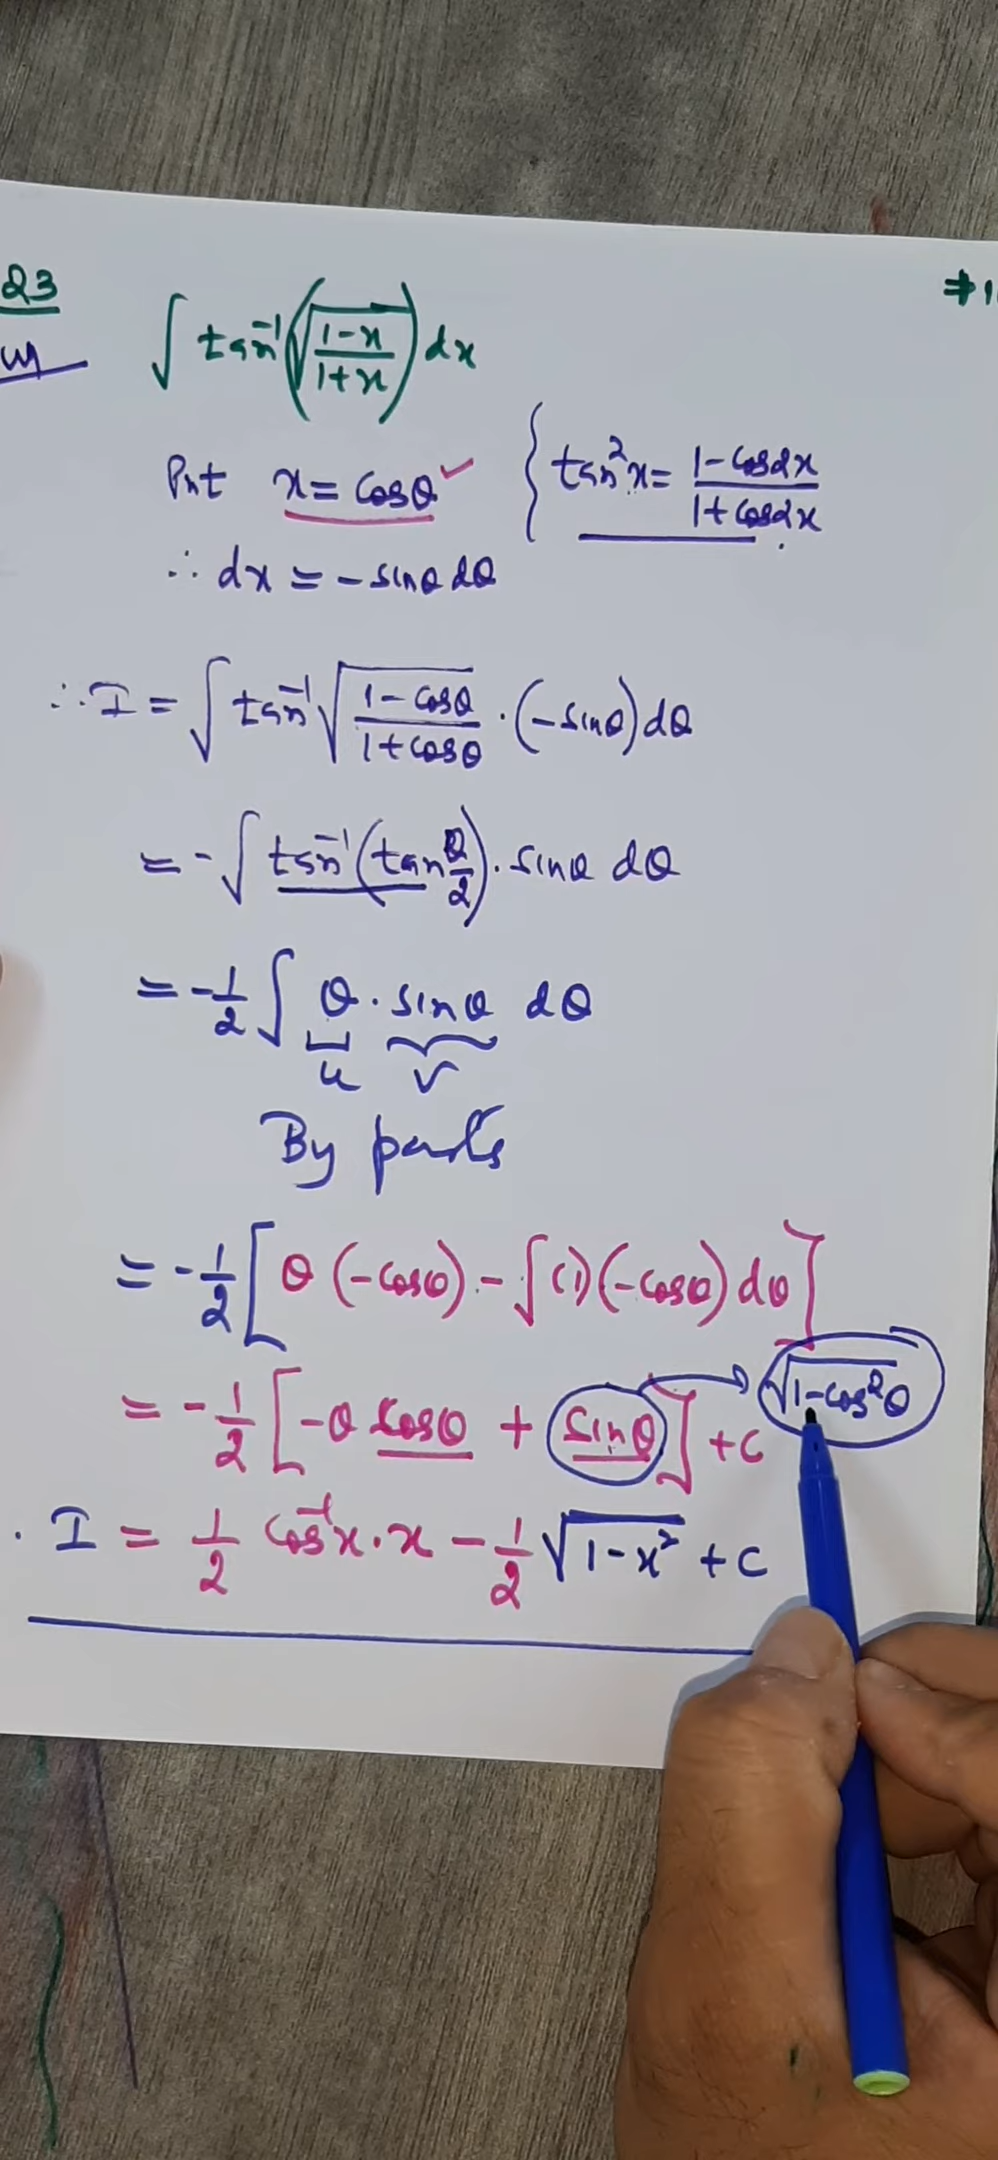 23
∫ tan⁻¹(√((1-x)/(1+x))) dx
Put x = cosθ ✓ { tan²x = (1-cos2x)/(1+cos2x)
∴ dx = -sinθ dθ
∴ I = ∫ tan⁻¹ √((1-cosθ)/(1+cosθ)) · (-sinθ) dθ
= -∫ tan⁻¹(tan θ/2) · sinθ dθ
= -1/2 ∫ θ · sinθ dθ
u v
By parts
= -1/2 [θ (-cosθ) - ∫(1)(-cosθ) dθ]
= -1/2 [-θ cosθ + sinθ] + c → √(1-cos²θ)
· I = 1/2 cos⁻¹x · x - 1/2 √(1-x²) + c